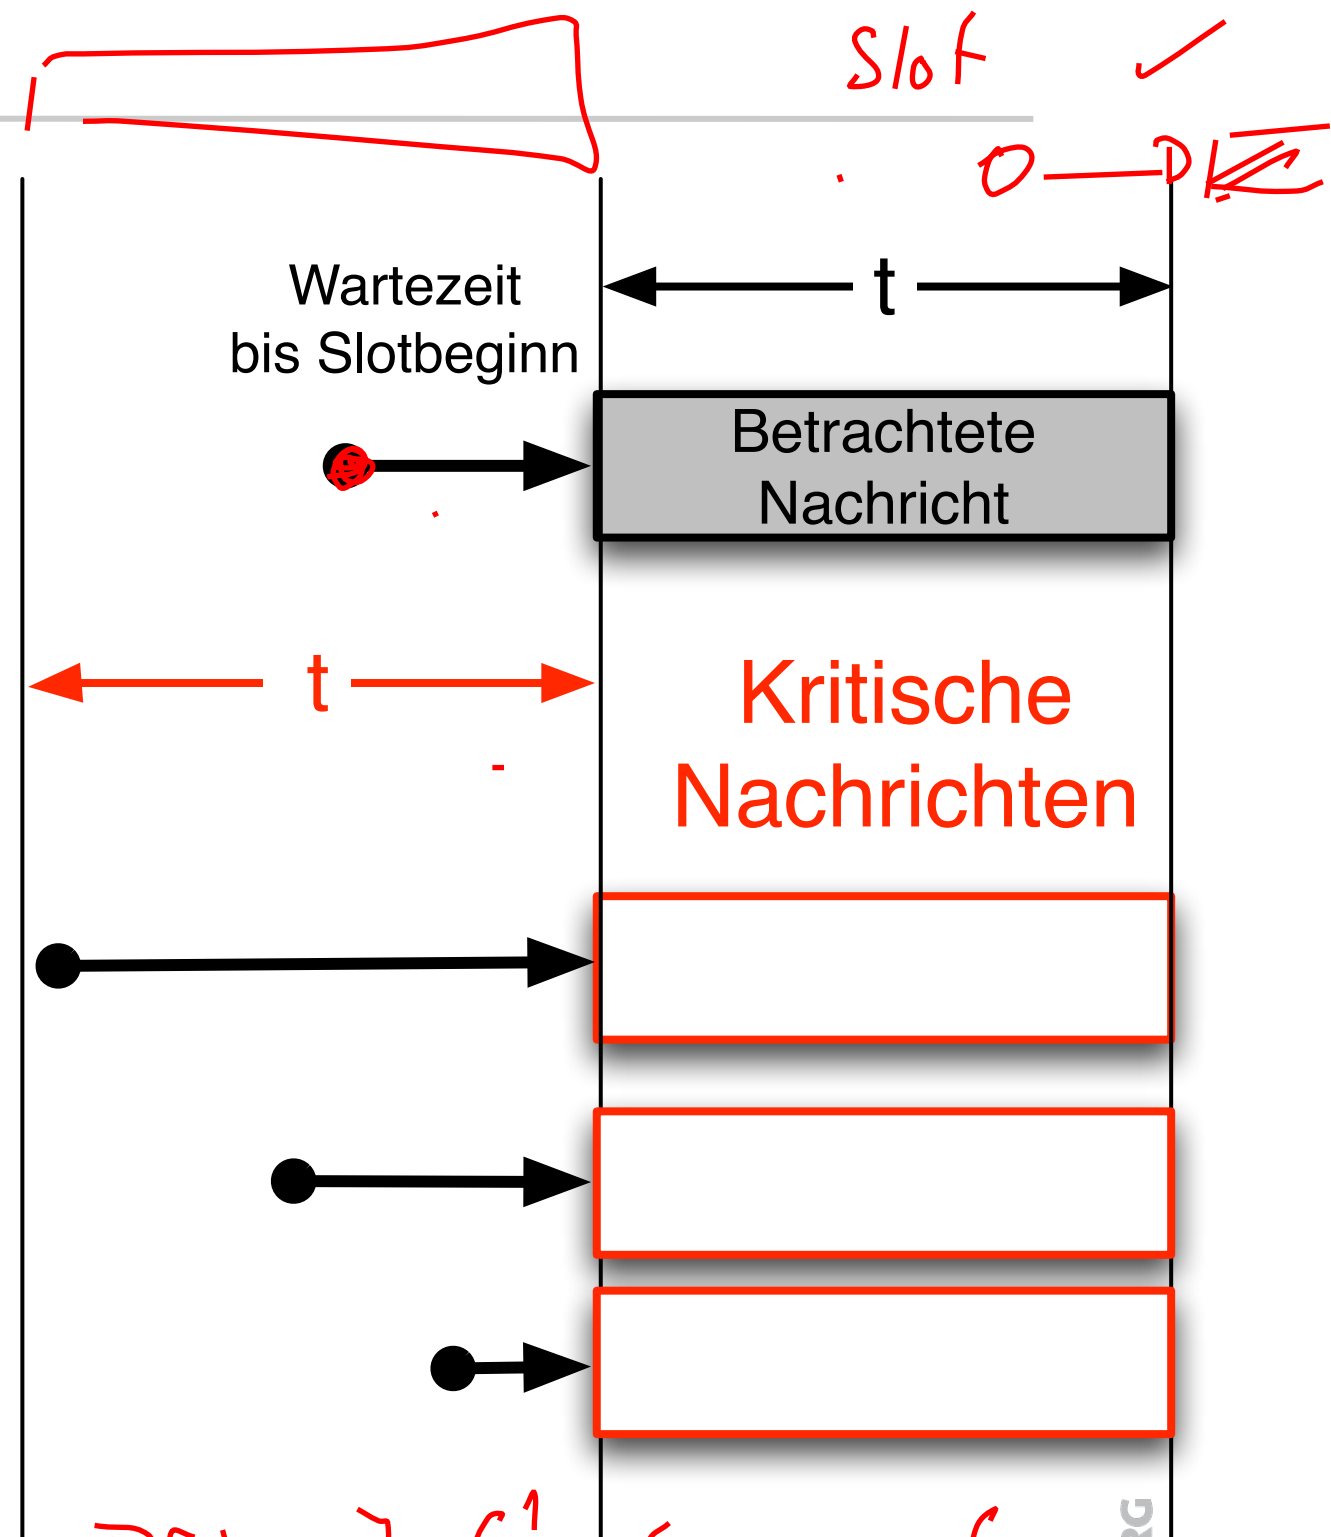 Slot
Wartezeit
bis Slotbeginn
t
Betrachtete
Nachricht
t
Kritische
Nachrichten